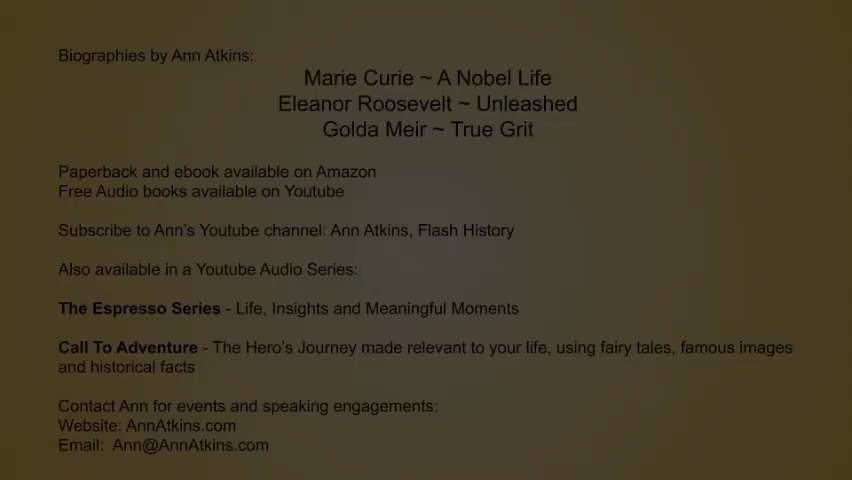 Biographies by Ann Atkins:
Marie Curie ~ A Nobel Life
Eleanor Roosevelt ~ Unleashed
Golda Meir ~ True Grit
Paperback and ebook available on Amazon
Free Audio books available on Youtube
Subscribe to Ann's Youtube channel: Ann Atkins, Flash History
Also available in a Youtube Audio Series:
The Espresso Series - Life, Insights and Meaningful Moments
Call To Adventure - The Hero's Journey made relevant to your life, using fairy tales, famous images
and historical facts
Contact Ann for events and speaking engagements:
Website: AnnAtkins.com
Email:  Ann@AnnAtkins.com